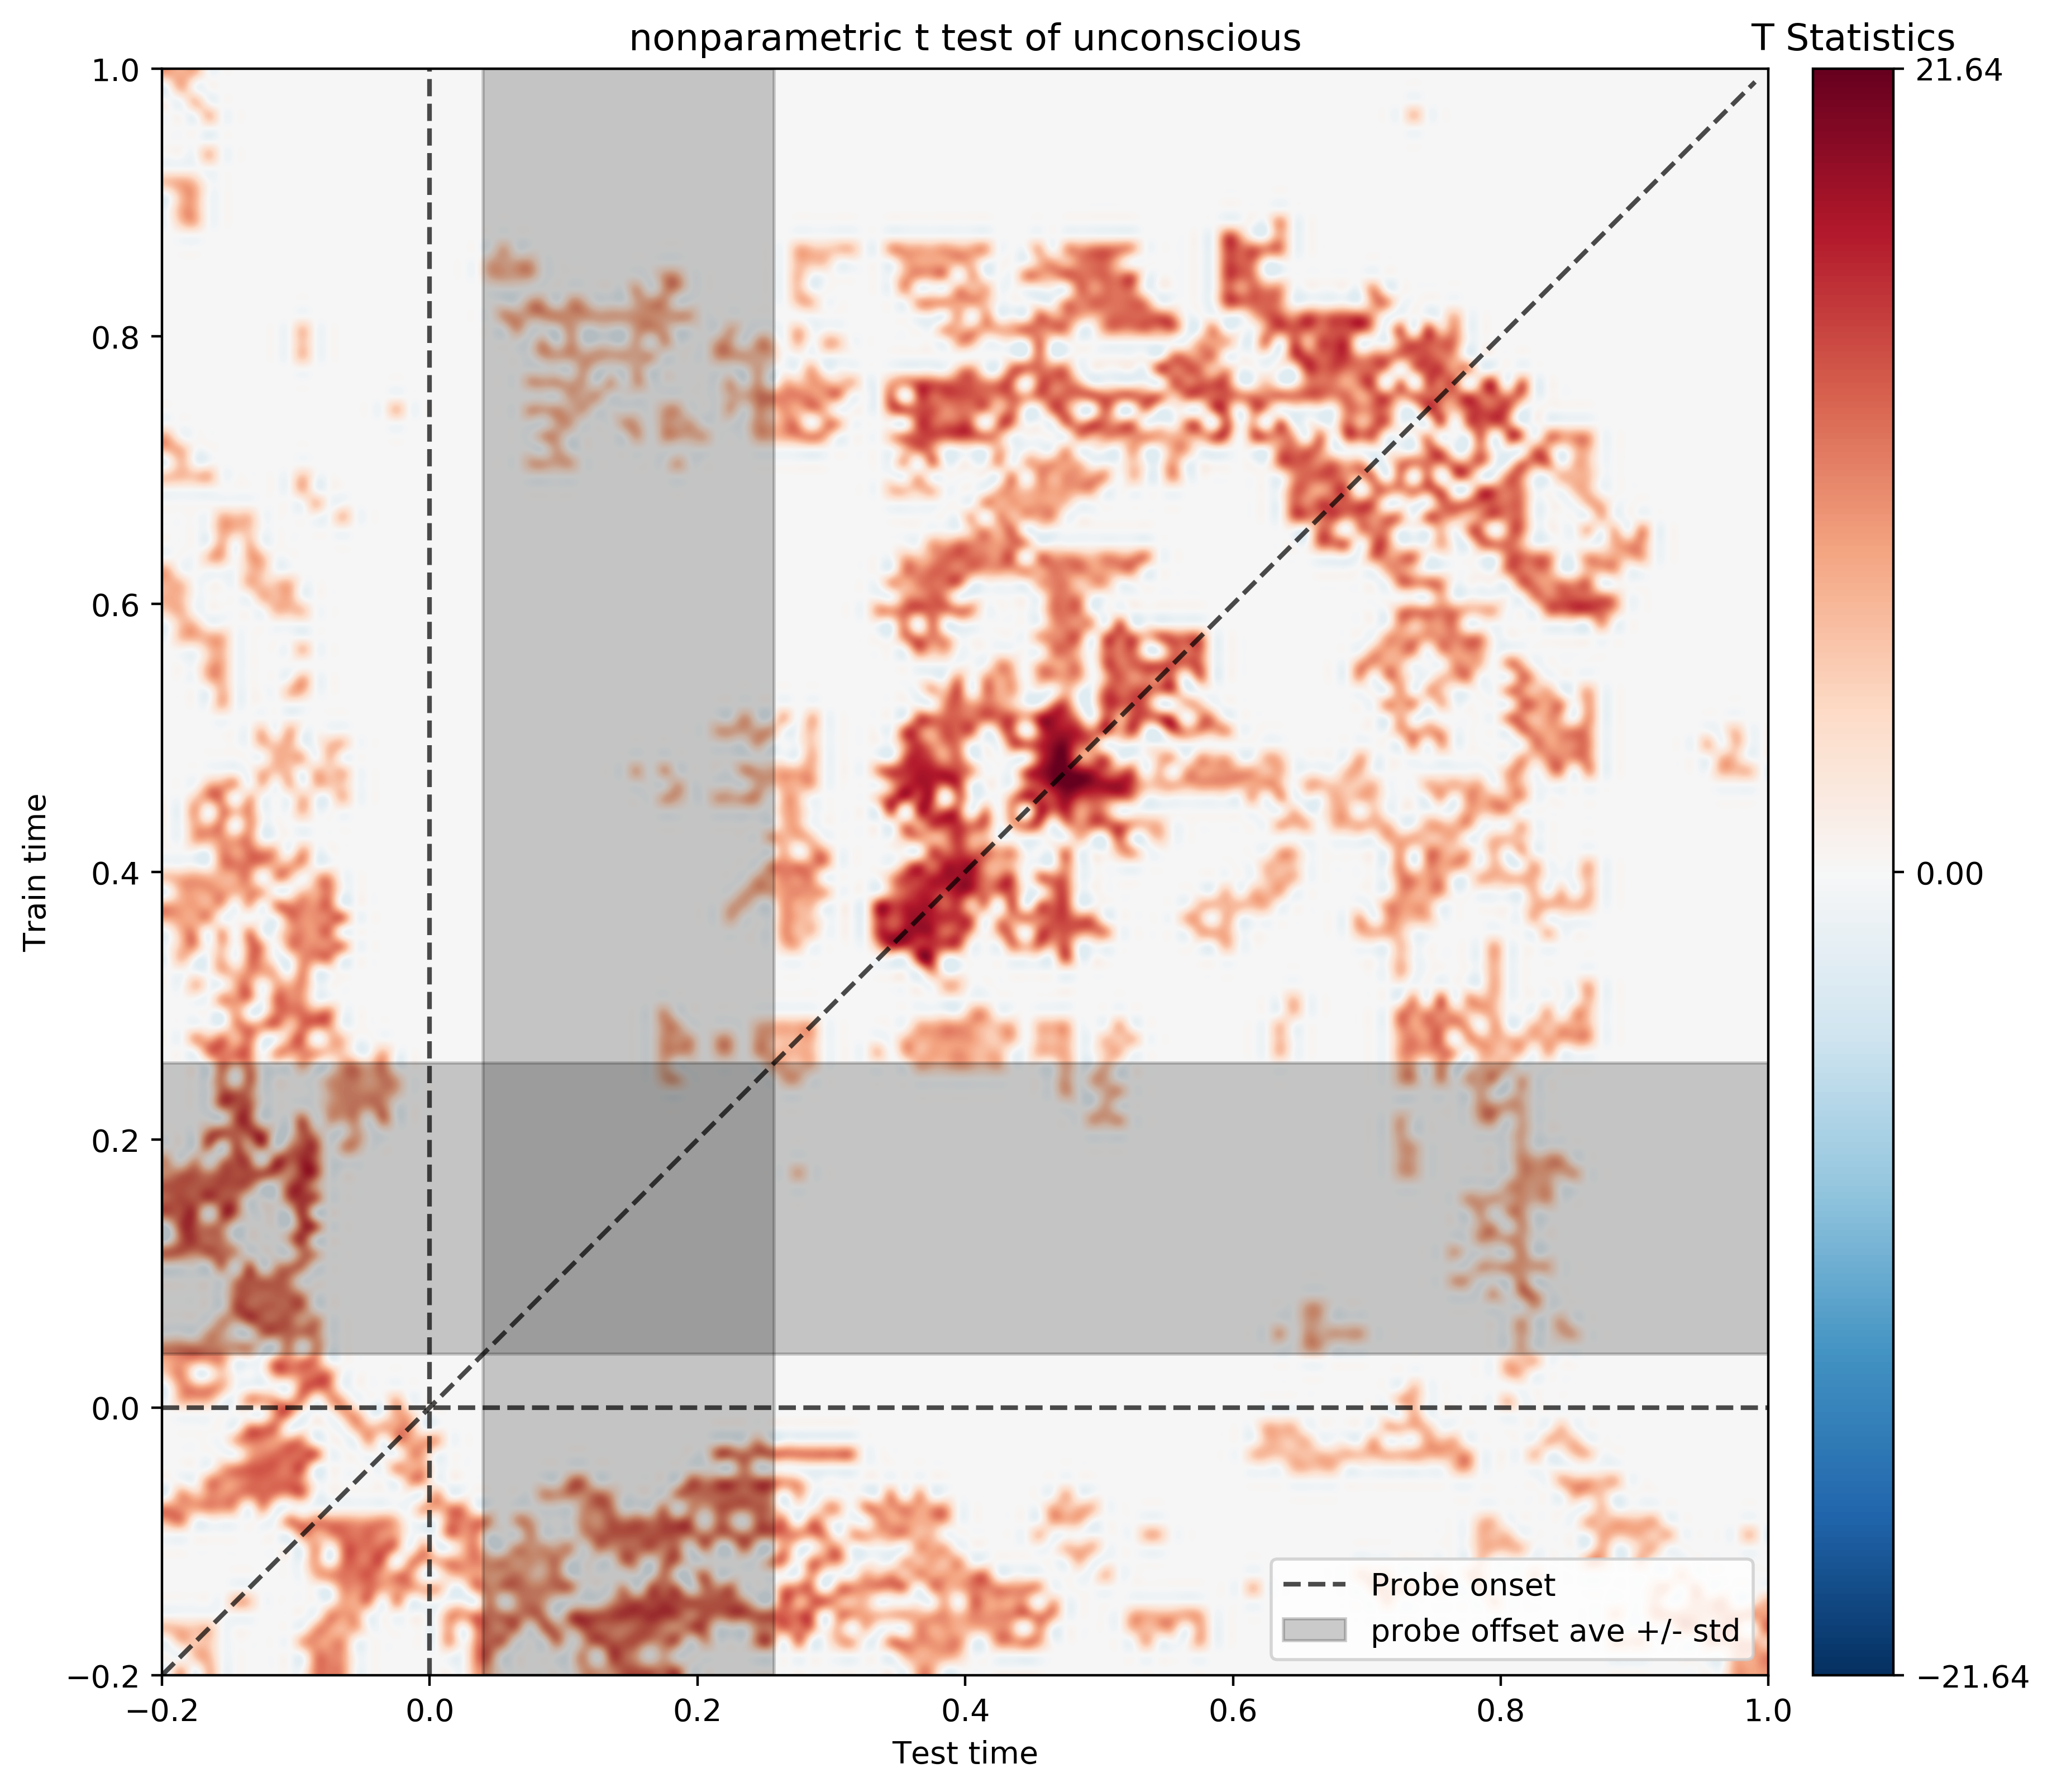 nonparametric t test of unconscious
T Statistics
1.0
0.8
0.6
0.4
0.2
0.0
−0.2
Train time
−0.2
0.0
0.2
0.4
0.6
0.8
1.0
Test time
Probe onset
probe offset ave +/- std
21.64
0.00
−21.64